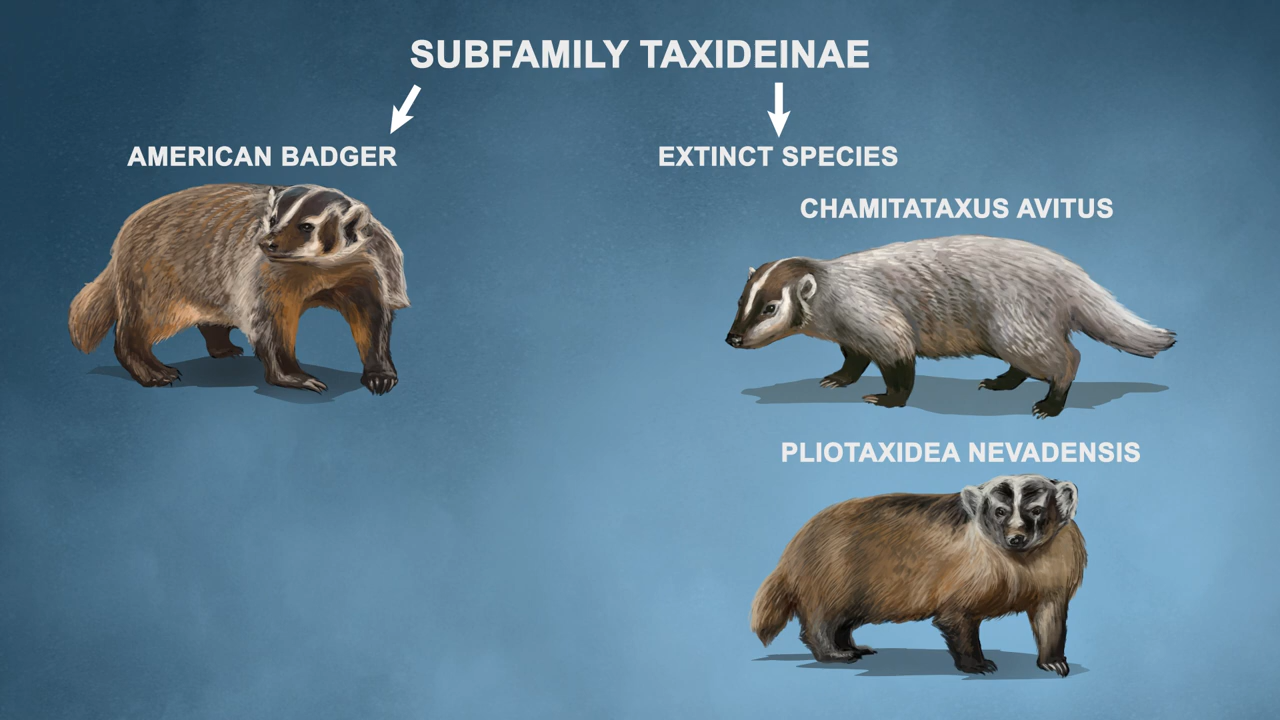 SUBFAMILY TAXIDEINAE
AMERICAN BADGER
EXTINCT SPECIES
CHAMITATAXUS AVITUS
PLIOTAXIDEA NEVADENSIS